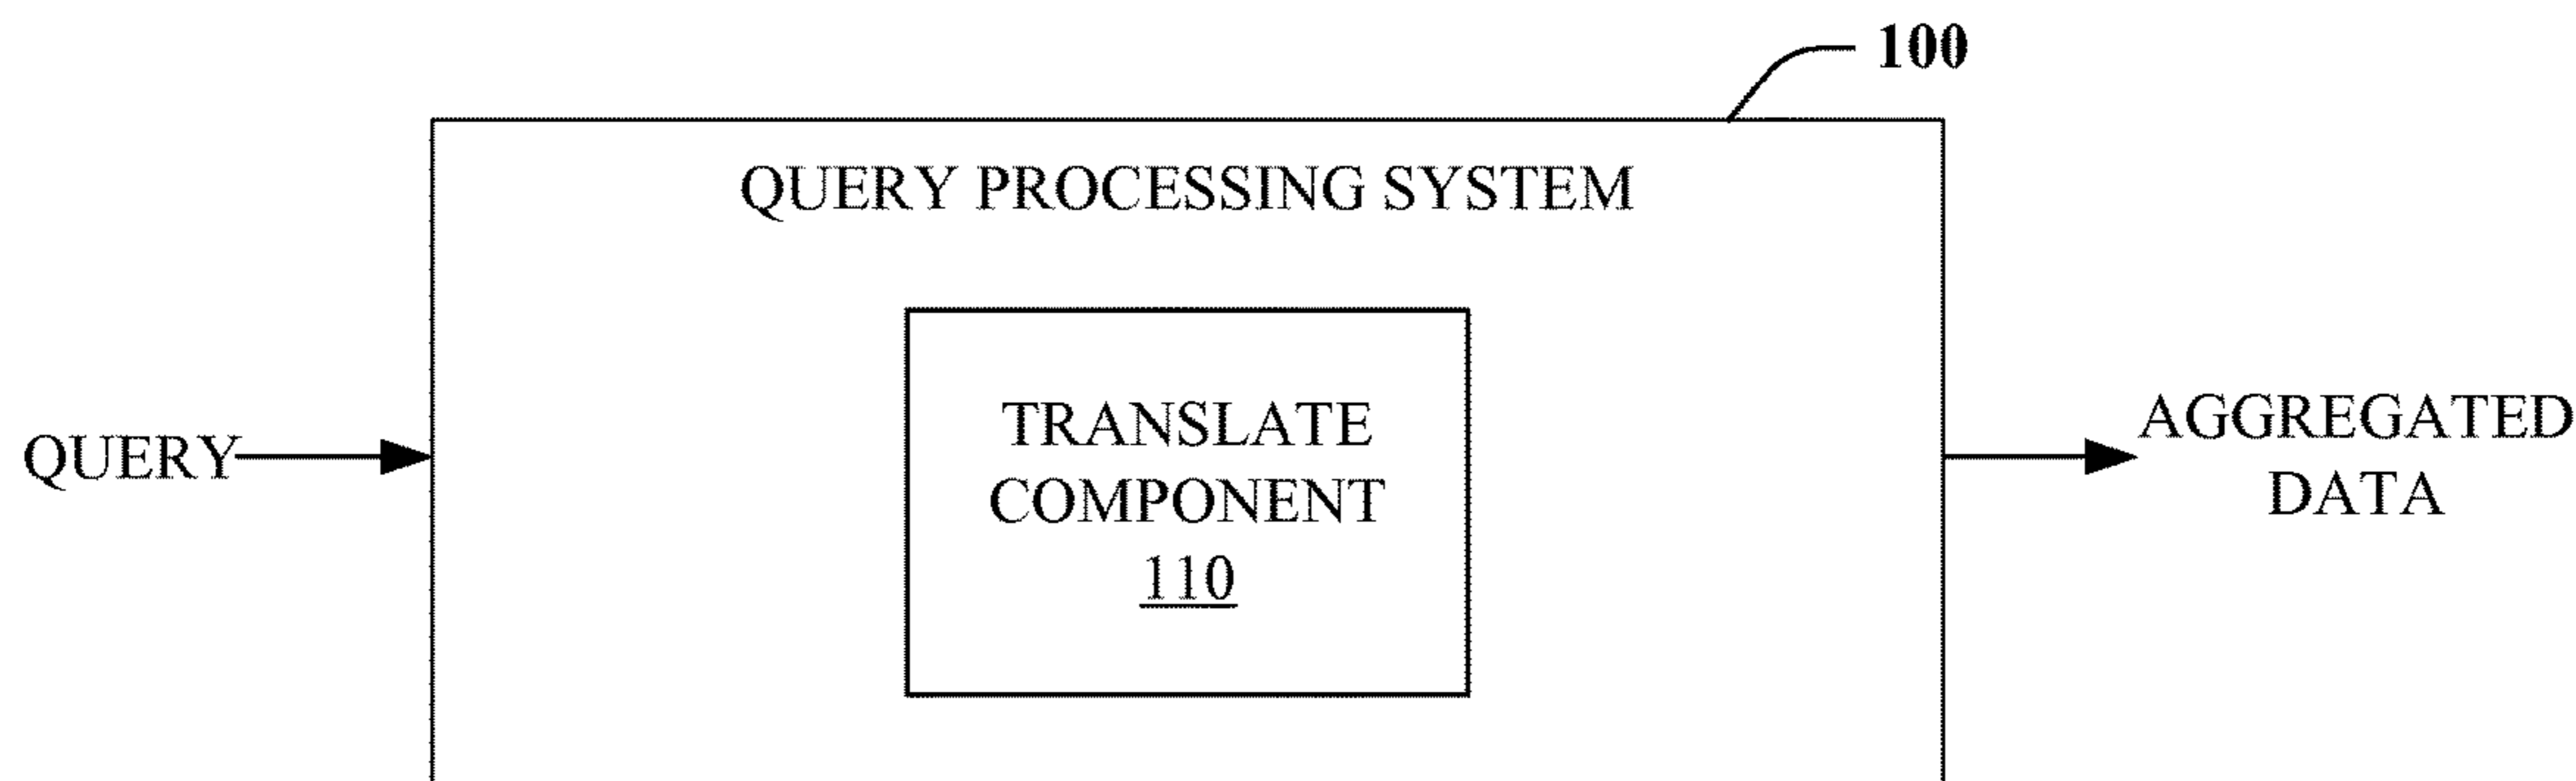 100
QUERY PROCESSING SYSTEM
TRANSLATE
COMPONENT
110
QUERY
AGGREGATED
DATA